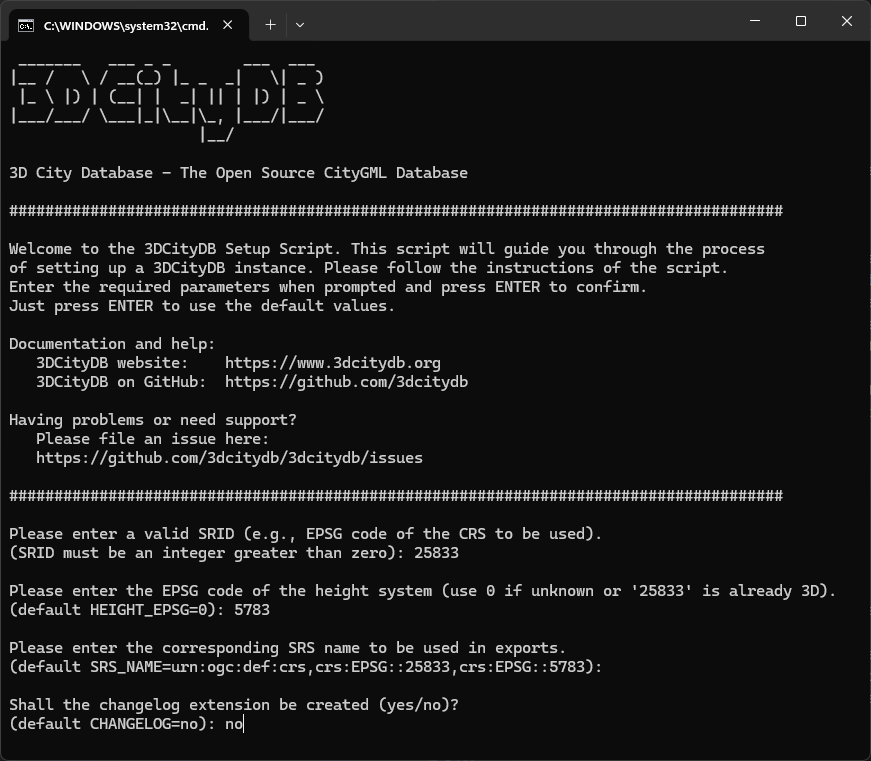 C:\WINDOWS\system32\cmd.
3DCityDB
3D City Database - The Open Source CityGML Database
######################################################################################
Welcome to the 3DCityDB Setup Script. This script will guide you through the process
of setting up a 3DCityDB instance. Please follow the instructions of the script.
Enter the required parameters when prompted and press ENTER to confirm.
Just press ENTER to use the default values.
Documentation and help:
3DCityDB website: https://www.3dcitydb.org
3DCityDB on GitHub: https://github.com/3dcitydb
Having problems or need support?
Please file an issue here:
https://github.com/3dcitydb/3dcitydb/issues
######################################################################################
Please enter a valid SRID (e.g., EPSG code of the CRS to be used).
(SRID must be an integer greater than zero): 25833
Please enter the EPSG code of the height system (use 0 if unknown or '25833' is already 3D).
(default HEIGHT_EPSG=0): 5783
Please enter the corresponding SRS name to be used in exports.
(default SRS_NAME=urn:ogc:def:crs,crs:EPSG::25833,crs:EPSG::5783):
Shall the changelog extension be created (yes/no)?
(default CHANGELOG=no): no